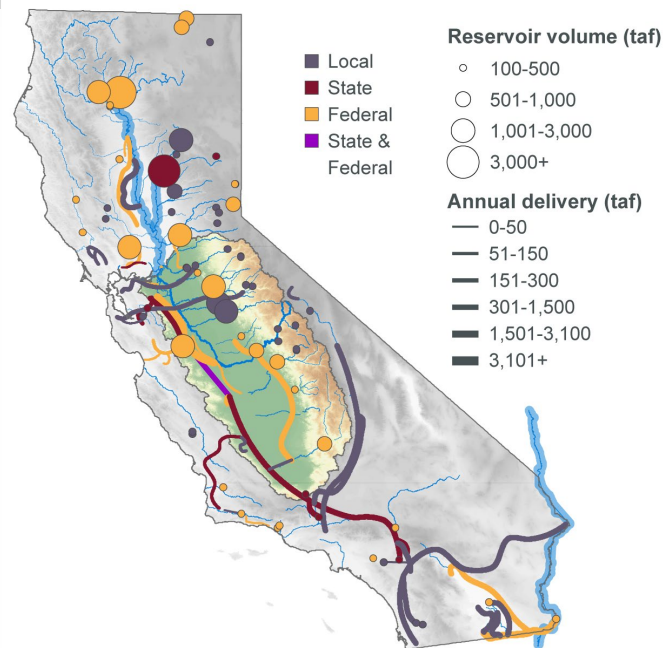 Local
State
Federal
State &
Federal
Reservoir volume (taf)
100-500
501-1,000
1,001-3,000
3,000+
Annual delivery (taf)
0-50
51-150
151-300
301-1,500
1,501-3,100
3,101+